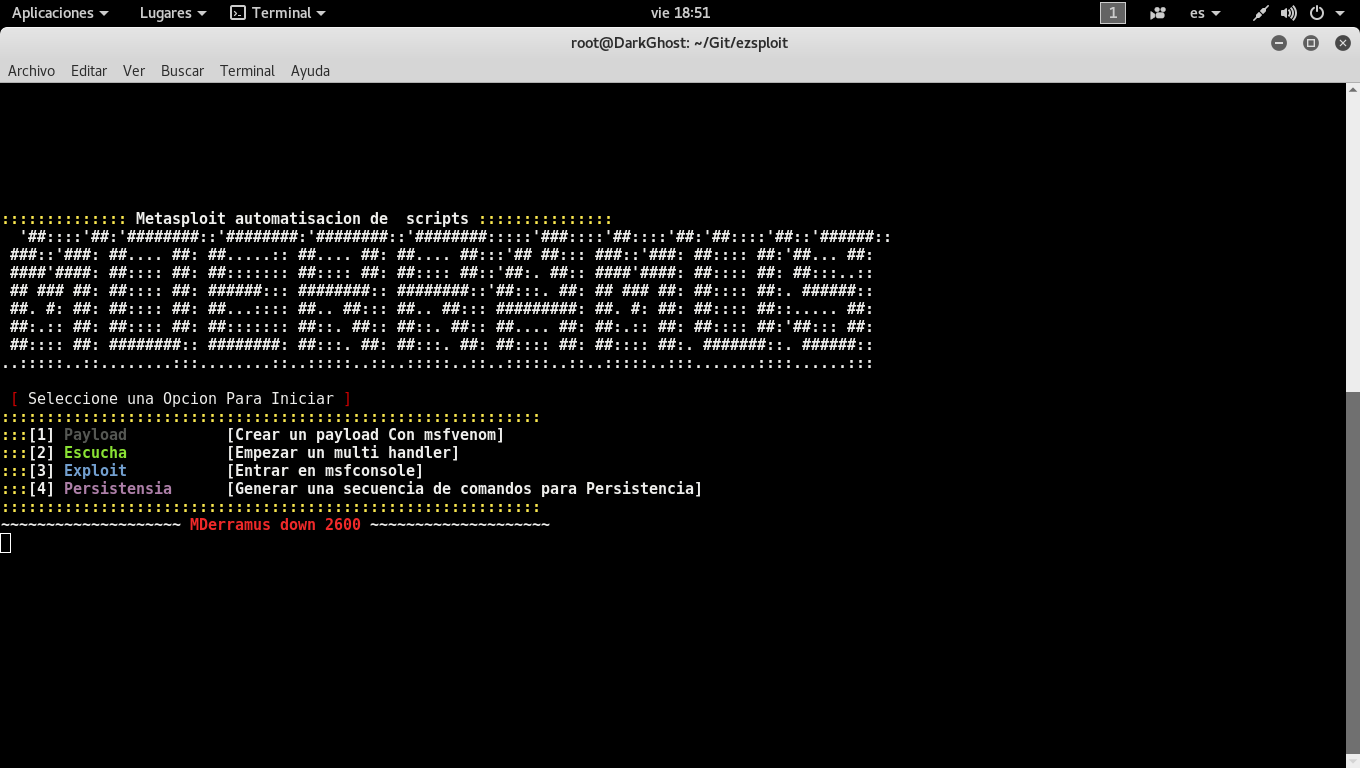 Aplicaciones Lugares Terminal vie 18:51 1 es
root@DarkGhost: ~/Git/ezsploit
Archivo Editar Ver Buscar Terminal Ayuda
:::::::::::::: Metasploit automatisacion de  scripts :::::::::::::::
MDERRAMUS
[ Seleccione una Opcion Para Iniciar ]
::::::::::::::::::::::::::::::::::::::::::::::::::::::::::::
:::[1] Payload           [Crear un payload Con msfvenom]
:::[2] Escucha           [Empezar un multi handler]
:::[3] Exploit           [Entrar en msfconsole]
:::[4] Persistensia      [Generar una secuencia de comandos para Persistencia]
::::::::::::::::::::::::::::::::::::::::::::::::::::::::::::
~~~~~~~~~~~~~~~~~~~~ MDerramus down 2600 ~~~~~~~~~~~~~~~~~~~~